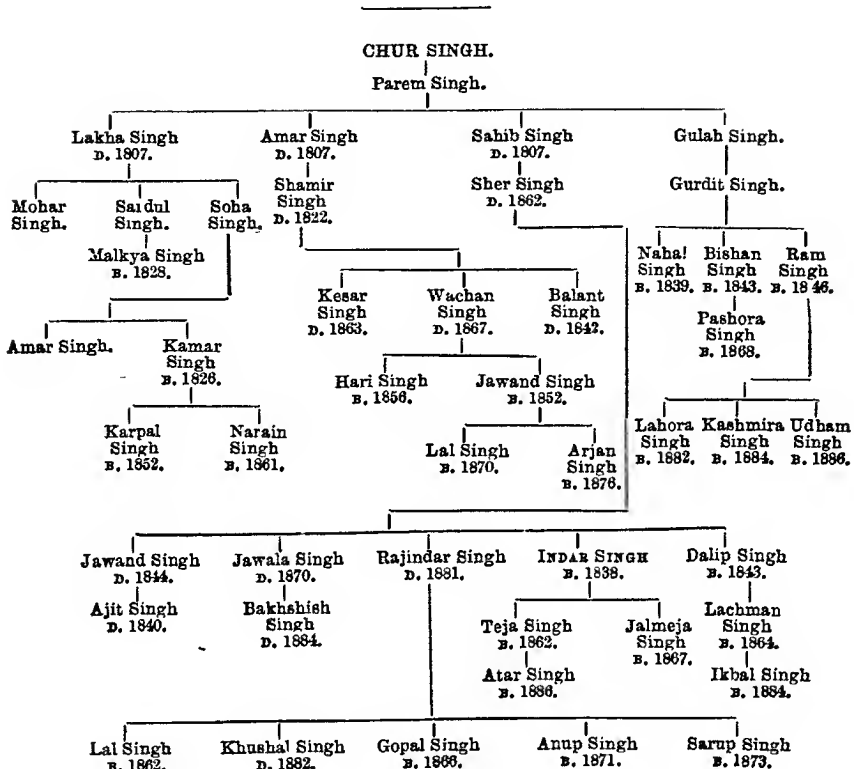 CHUR SINGH.
Parem Singh.
Lakha Singh Amar Singh Sahib Singh Gulab Singh.
D. 1807. D. 1807. D. 1807.
Shamir Sher Singh Gurdit Singh.
Singh D. 1862.
D. 1822.
Mohar Saidul Soha
Singh. Singh. Singh.
Malkya Singh
B. 1828.
Nahal Bishan Ram
Singh Singh Singh
B. 1839. B. 1843. B. 1846.
Kesar Wachan Balant
Singh Singh Singh
D. 1863. D. 1867. D. 1842.
Pashora
Singh
B. 1868.
Amar Singh. Kamar
Singh
B. 1826.
Hari Singh Jawand Singh
B. 1856. B. 1852.
Karpal Narain
Singh Singh
B. 1852. B. 1861.
Lal Singh Arjan
B. 1870. Singh
B. 1876.
Lahora Kashmira Udham
Singh Singh Singh
B. 1882. B. 1884. B. 1886.
Jawand Singh Jawala Singh Rajindar Singh INDAR SINGH Dalip Singh
D. 1844. D. 1870. D. 1881. B. 1838. B. 1843.
Ajit Singh Bakhshish Lachman
D. 1840. Singh Singh
D. 1884. B. 1864.
Teja Singh Jalmeja
B. 1862. Singh
B. 1867.
Atar Singh Ikbal Singh
B. 1886. B. 1884.
Lal Singh Khushal Singh Gopal Singh Anup Singh Sarup Singh
B. 1862. D. 1882. B. 1866. B. 1871. B. 1873.